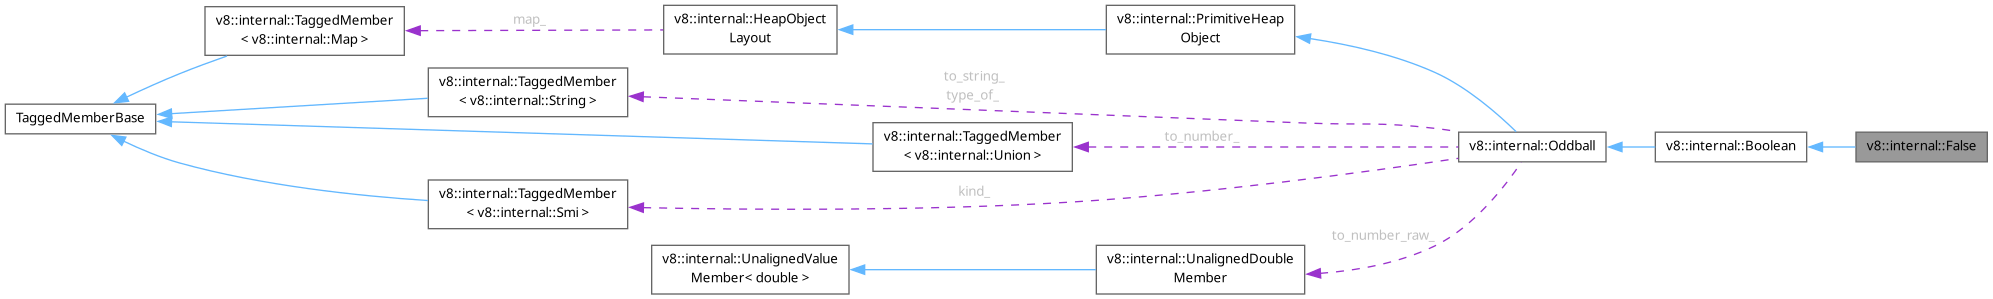 v8::internal::TaggedMember
< v8::internal::Map >
map_
v8::internal::HeapObject
Layout
v8::internal::PrimitiveHeap
Object
v8::internal::TaggedMember
< v8::internal::String >
to_string_
type_of_
TaggedMemberBase
v8::internal::TaggedMember
< v8::internal::Union >
to_number_
v8::internal::Oddball
v8::internal::Boolean
v8::internal::False
v8::internal::TaggedMember
< v8::internal::Smi >
kind_
to_number_raw_
v8::internal::UnalignedValue
Member< double >
v8::internal::UnalignedDouble
Member